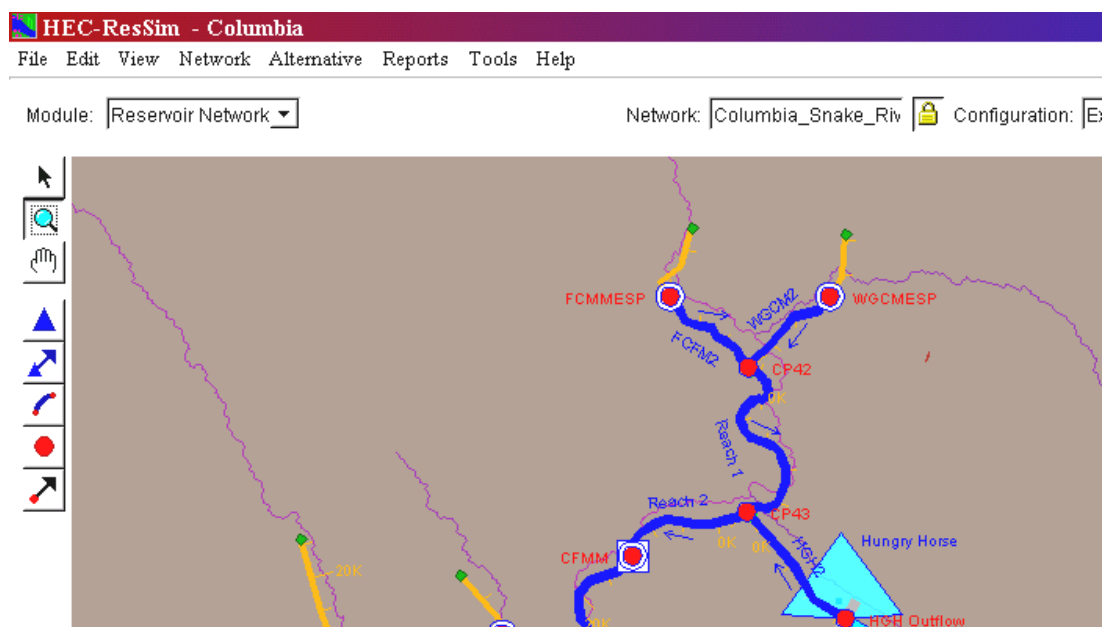 HEC-ResSim - Columbia
File Edit View Network Alternative Reports Tools Help
Module: Reservoir Network
Network: Columbia_Snake_Riv Configuration: Ex
FCMMESP
WGCM2
WGCMESP
FCFM2
CP42
0K
Reach 1
Reach 2
CP43
0K
0K
HGH2
Hungry Horse
CFMM
20K
HGH Outflow
0K